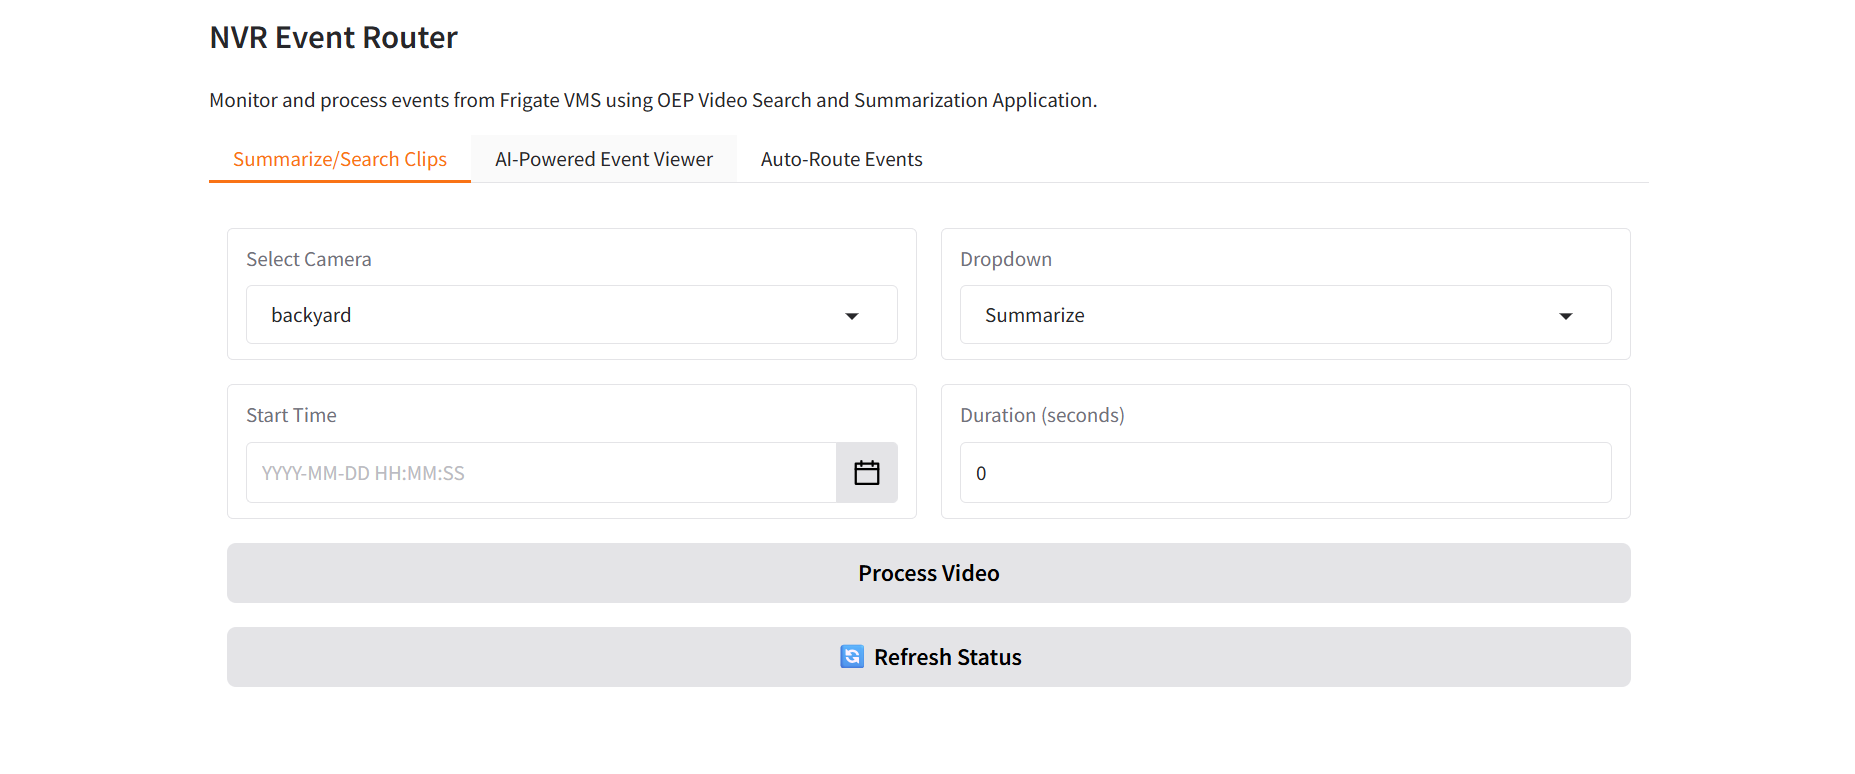 NVR Event Router
Monitor and process events from Frigate VMS using OEP Video Search and Summarization Application.
Summarize/Search Clips
AI-Powered Event Viewer
Auto-Route Events
Select Camera
backyard
Dropdown
Summarize
Start Time
YYYY-MM-DD HH:MM:SS
Duration (seconds)
0
Process Video
Refresh Status